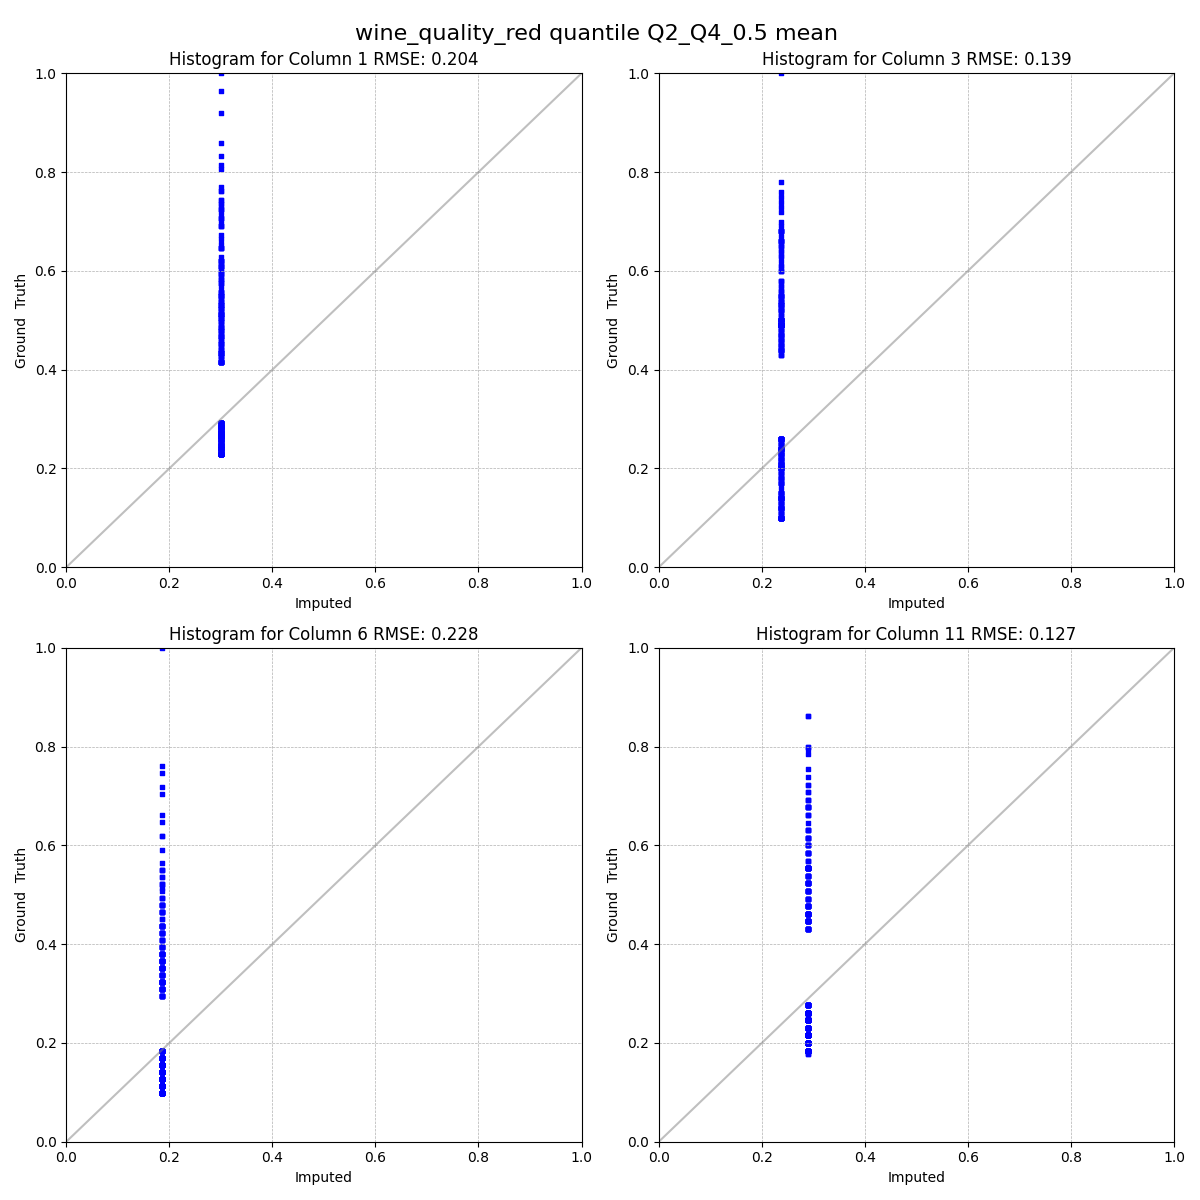 wine_quality_red quantile Q2_Q4_0.5 mean
Histogram for Column 1 RMSE: 0.204
1.0
0.8
0.6
0.4
0.2
0.0
Ground Truth
0.0 0.2 0.4 0.6 0.8 1.0
Imputed
Histogram for Column 3 RMSE: 0.139
1.0
0.8
0.6
0.4
0.2
0.0
Ground Truth
0.0 0.2 0.4 0.6 0.8 1.0
Imputed
Histogram for Column 6 RMSE: 0.228
1.0
0.8
0.6
0.4
0.2
0.0
Ground Truth
0.0 0.2 0.4 0.6 0.8 1.0
Imputed
Histogram for Column 11 RMSE: 0.127
1.0
0.8
0.6
0.4
0.2
0.0
Ground Truth
0.0 0.2 0.4 0.6 0.8 1.0
Imputed